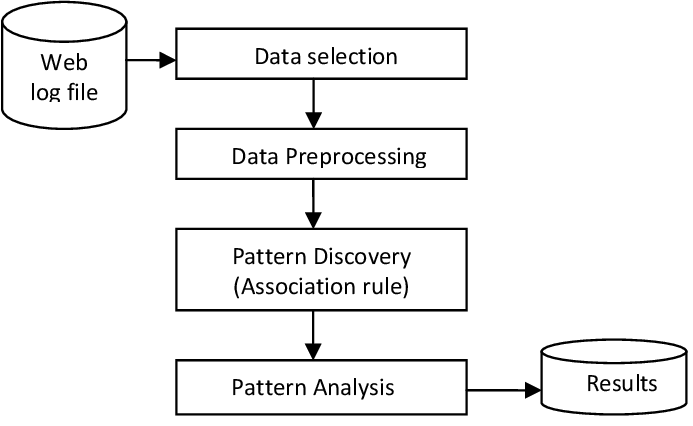 Web
log file
Data selection
Data Preprocessing
Pattern Discovery
(Association rule)
Pattern Analysis
Results